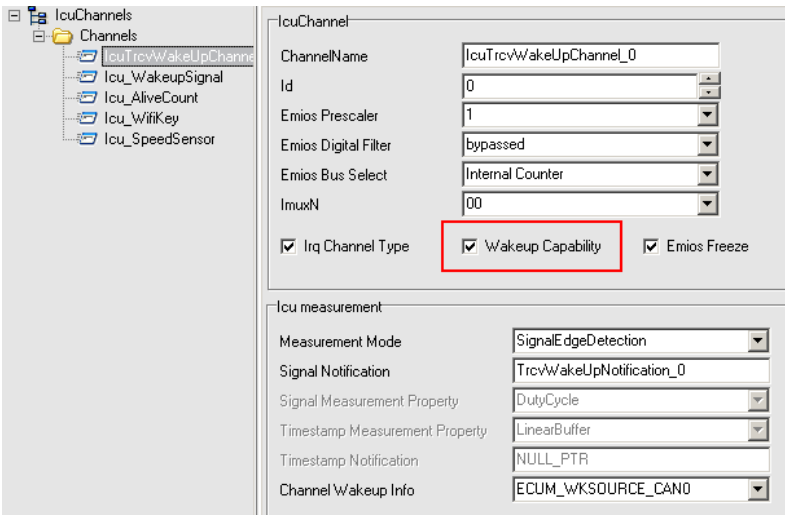 IcuChannels
Channels
IcuTrcvWakeUpChanne
Icu_WakeupSignal
Icu_AliveCount
Icu_WifiKey
Icu_SpeedSensor
IcuChannel
ChannelName IcuTrcvWakeUpChannel_0
Id 0
Emios Prescaler 1
Emios Digital Filter bypassed
Emios Bus Select Internal Counter
ImuxN 00
Irq Channel Type Wakeup Capability Emios Freeze
Icu measurement
Measurement Mode SignalEdgeDetection
Signal Notification TrcvWakeUpNotification_0
Signal Measurement Property DutyCycle
Timestamp Measurement Property LinearBuffer
Timestamp Notification NULL_PTR
Channel Wakeup Info ECUM_WKSOURCE_CAN0